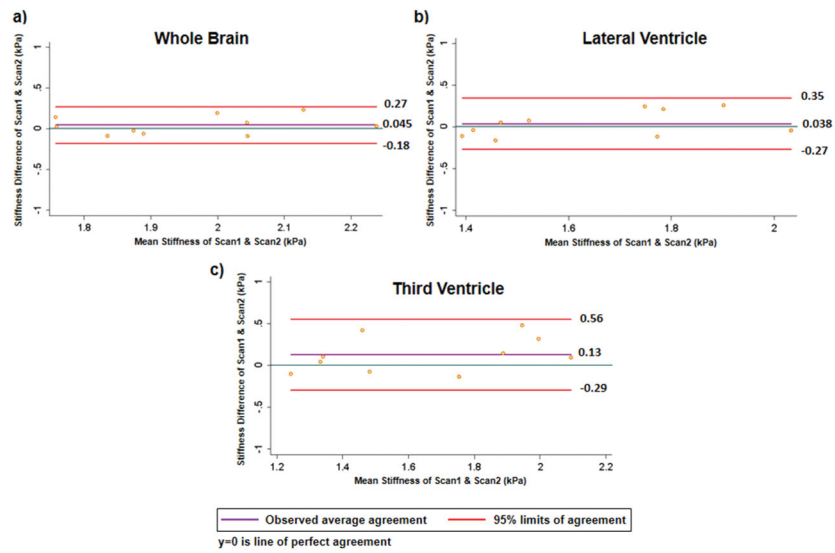 a)
Whole Brain
Stiffness Difference of Scan1 & Scan2 (kPa)
1
.5
0
-.5
-1
0.27
0.045
-0.18
1.8
1.9
2
2.1
2.2
Mean Stiffness of Scan1 & Scan2 (kPa)
b)
Lateral Ventricle
Stiffness Difference of Scan1 & Scan2 (kPa)
1
.5
0
-.5
-1
0.35
0.038
-0.27
1.4
1.6
1.8
2
Mean Stiffness of Scan1 & Scan2 (kPa)
c)
Third Ventricle
Stiffness Difference of Scan1 & Scan2 (kPa)
1
.5
0
-.5
-1
0.56
0.13
-0.29
1.2
1.4
1.6
1.8
2
2.2
Mean Stiffness of Scan1 & Scan2 (kPa)
Observed average agreement
95% limits of agreement
y=0 is line of perfect agreement